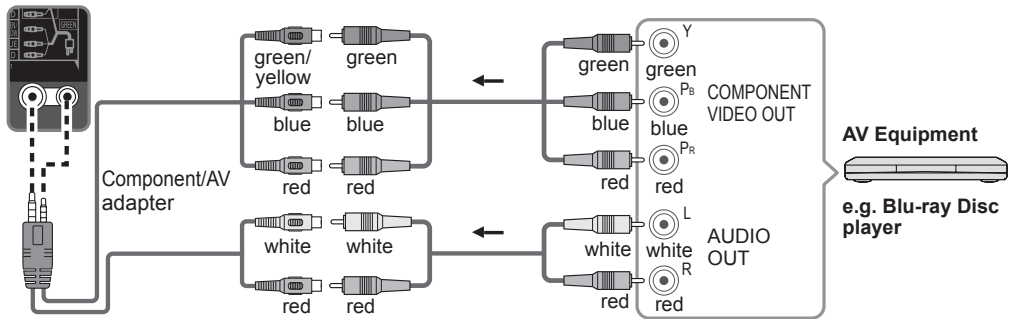 GREEN
green/
yellow
green
green
Y
green
blue
blue
blue
PB
blue
COMPONENT
VIDEO OUT
red
red
red
PR
red
Component/AV
adapter
white
white
white
L
white
AUDIO
OUT
red
red
red
R
red
AV Equipment
e.g. Blu-ray Disc
player